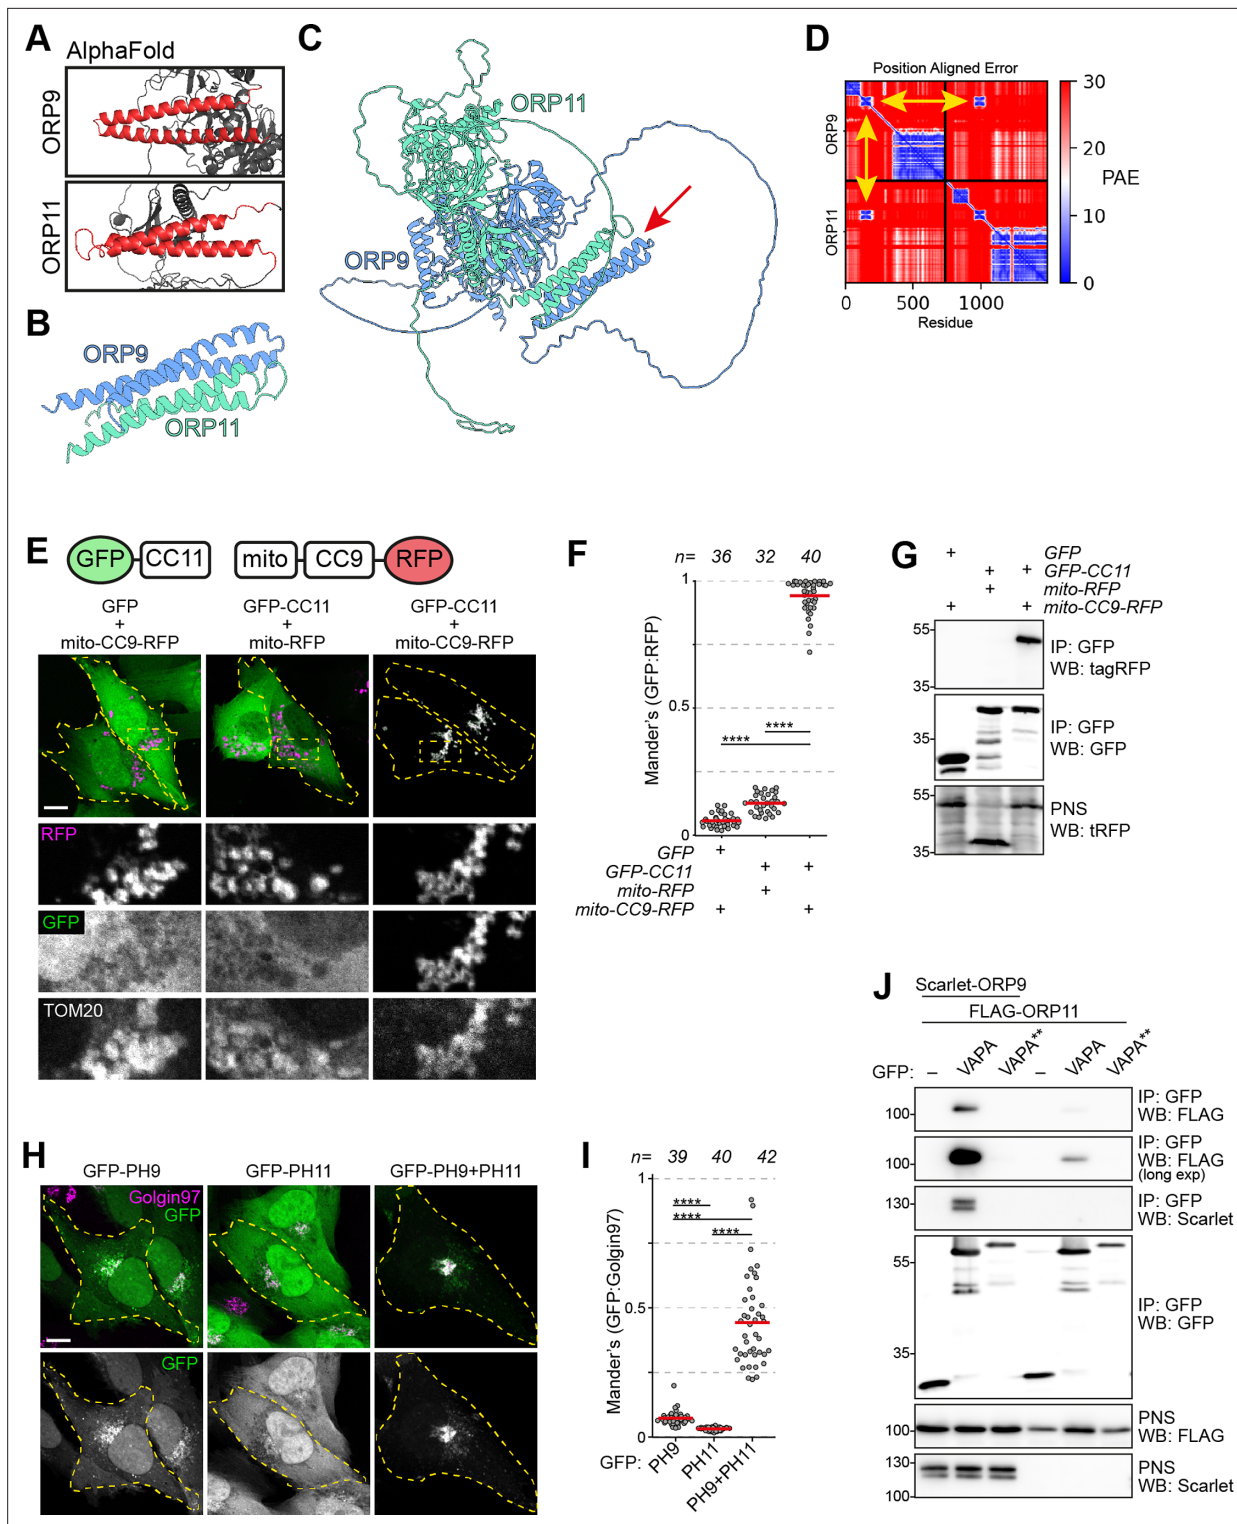 A
AlphaFold
ORP9
ORP11
B
ORP9
ORP11
C
ORP11
ORP9
D
Position Aligned Error
ORP9
ORP11
0
500
1000
Residue
30
20
10
0
PAE
E
GFP CC11
mito CC9 RFP
GFP
+
mito-CC9-RFP
GFP-CC11
+
mito-RFP
GFP-CC11
+
mito-CC9-RFP
RFP
GFP
TOM20
F
n= 36 32 40
Mander's (GFP:RFP)
1
0.5
0
****
****
GFP +
GFP-CC11 + +
mito-RFP +
mito-CC9-RFP + +
G
+ GFP
+ + GFP-CC11
+ mito-RFP
+ + mito-CC9-RFP
55
35
IP: GFP
WB: tagRFP
35
IP: GFP
WB: GFP
55
35
PNS
WB: tRFP
H
GFP-PH9
GFP-PH11
GFP-PH9+PH11
Golgin97
GFP
GFP
I
n= 39 40 42
Mander's (GFP:Golgin97)
1
0.5
0
****
****
****
GFP: PH9 PH11 PH9+PH11
J
Scarlet-ORP9
FLAG-ORP11
GFP: – VAPA VAPA** – VAPA VAPA**
100
IP: GFP
WB: FLAG
100
IP: GFP
WB: FLAG
(long exp)
130
IP: GFP
WB: Scarlet
55
35
IP: GFP
WB: GFP
100
PNS
WB: FLAG
130
100
PNS
WB: Scarlet